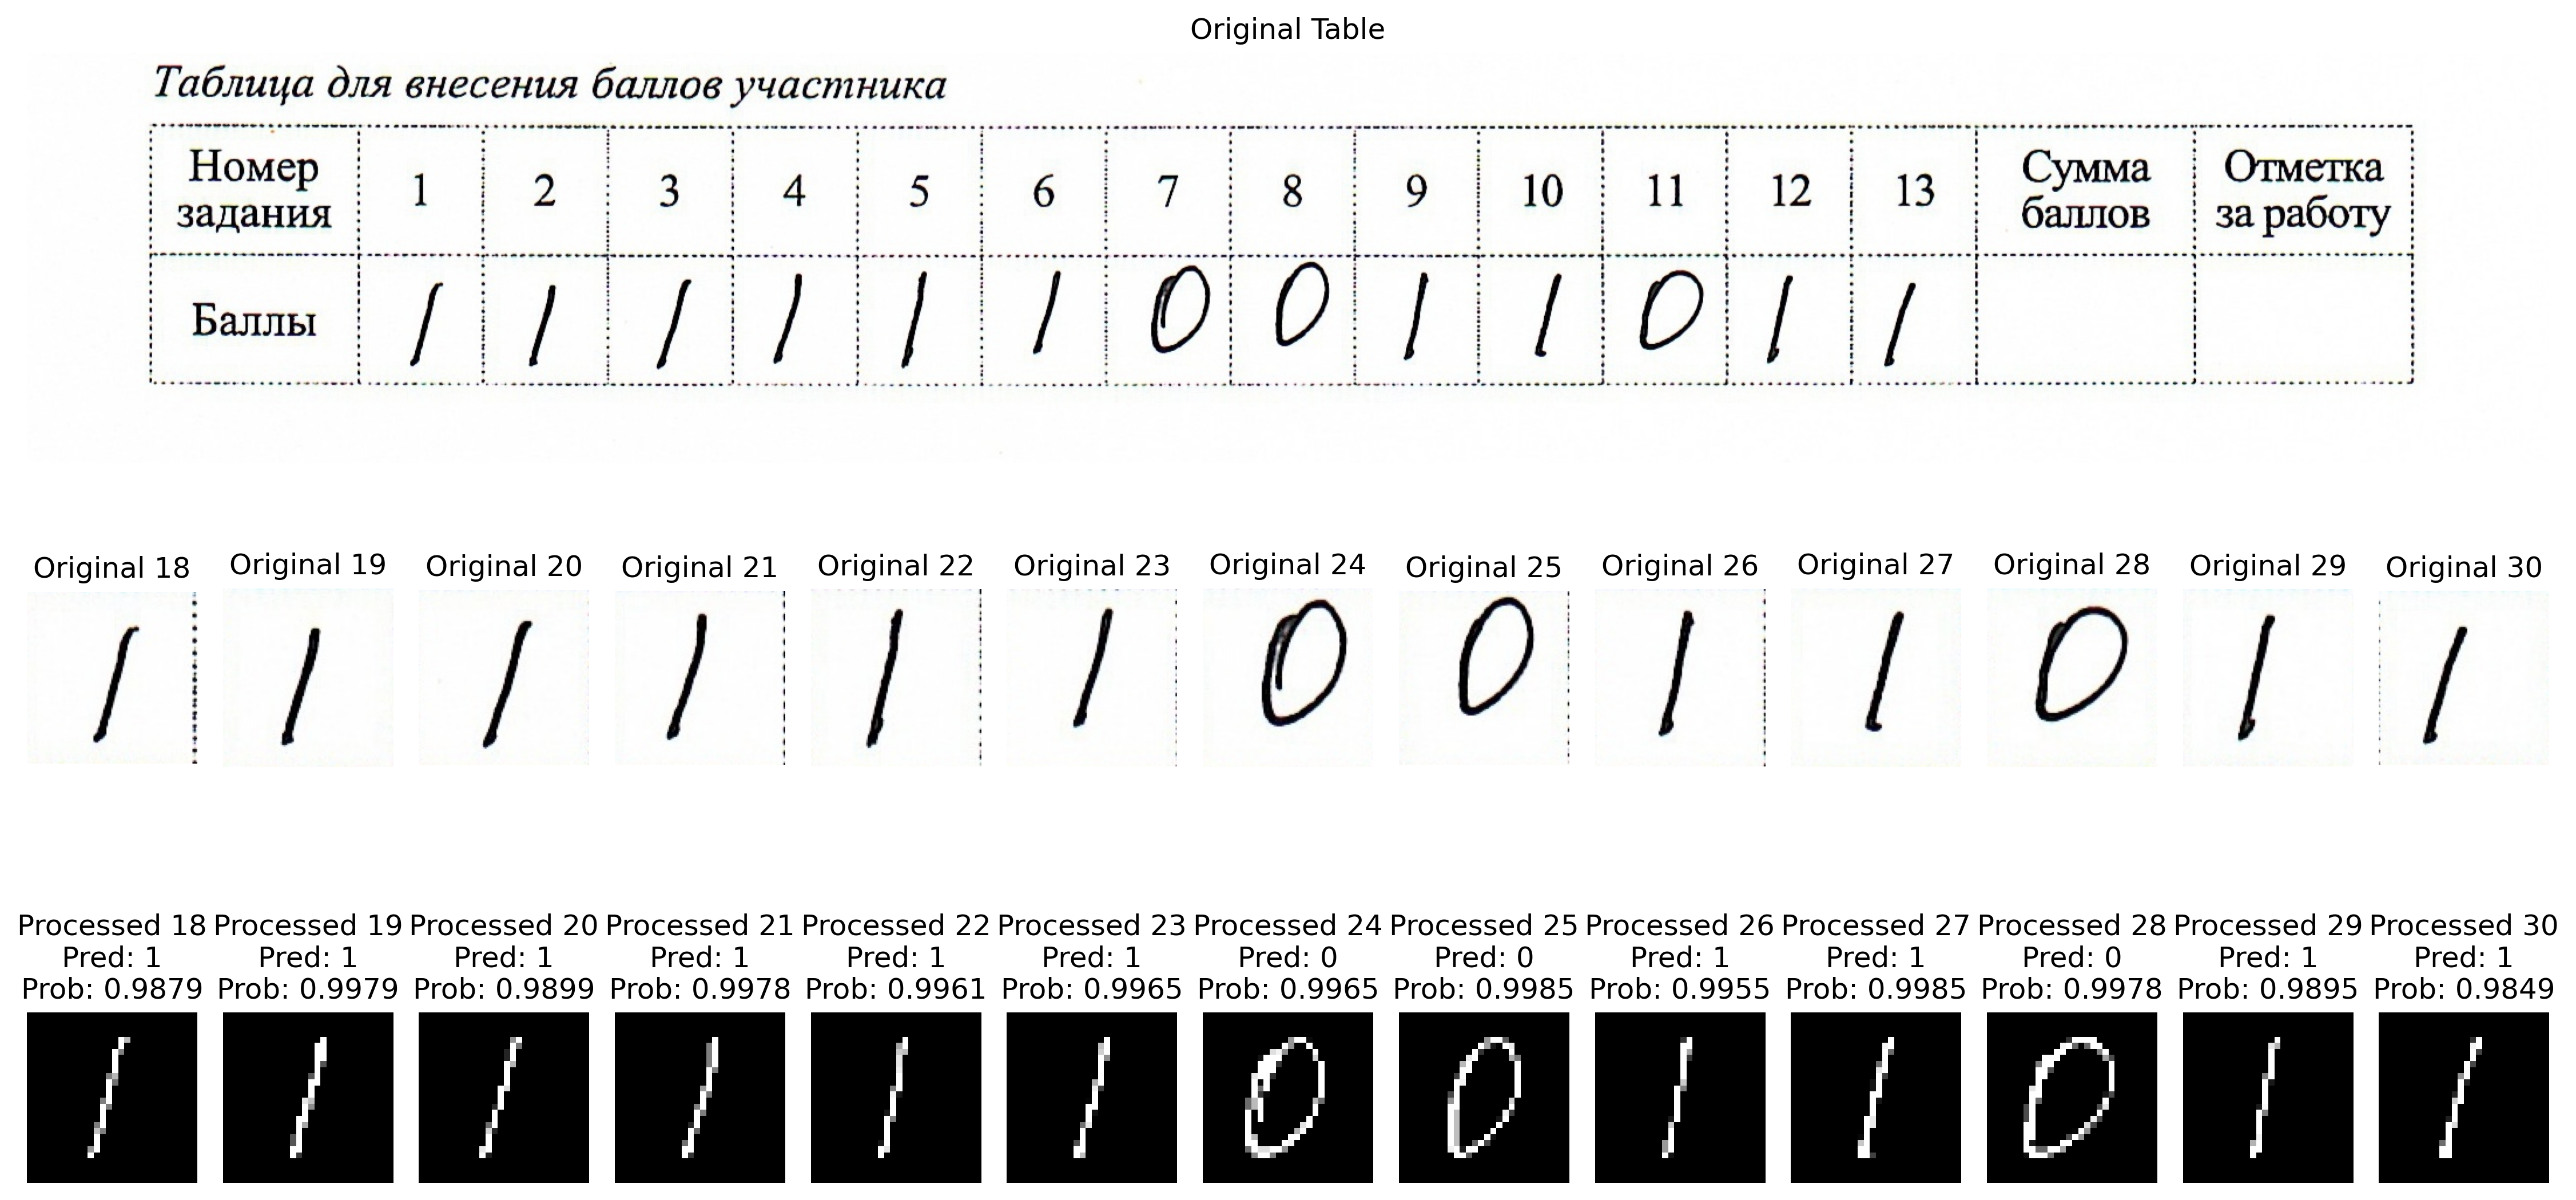 Original Table
Таблица для внесения баллов участника
Номер задания 1 2 3 4 5 6 7 8 9 10 11 12 13 Сумма баллов Отметка за работу
Баллы 1 1 1 1 1 1 0 0 1 1 0 1 1
Original 18 Original 19 Original 20 Original 21 Original 22 Original 23 Original 24 Original 25 Original 26 Original 27 Original 28 Original 29 Original 30
1 1 1 1 1 1 0 0 1 1 0 1 1
Processed 18 Processed 19 Processed 20 Processed 21 Processed 22 Processed 23 Processed 24 Processed 25 Processed 26 Processed 27 Processed 28 Processed 29 Processed 30
Pred: 1 Pred: 1 Pred: 1 Pred: 1 Pred: 1 Pred: 1 Pred: 0 Pred: 0 Pred: 1 Pred: 1 Pred: 0 Pred: 1 Pred: 1
Prob: 0.9879 Prob: 0.9979 Prob: 0.9899 Prob: 0.9978 Prob: 0.9961 Prob: 0.9965 Prob: 0.9965 Prob: 0.9985 Prob: 0.9955 Prob: 0.9985 Prob: 0.9978 Prob: 0.9895 Prob: 0.9849
1 1 1 1 1 1 0 0 1 1 0 1 1